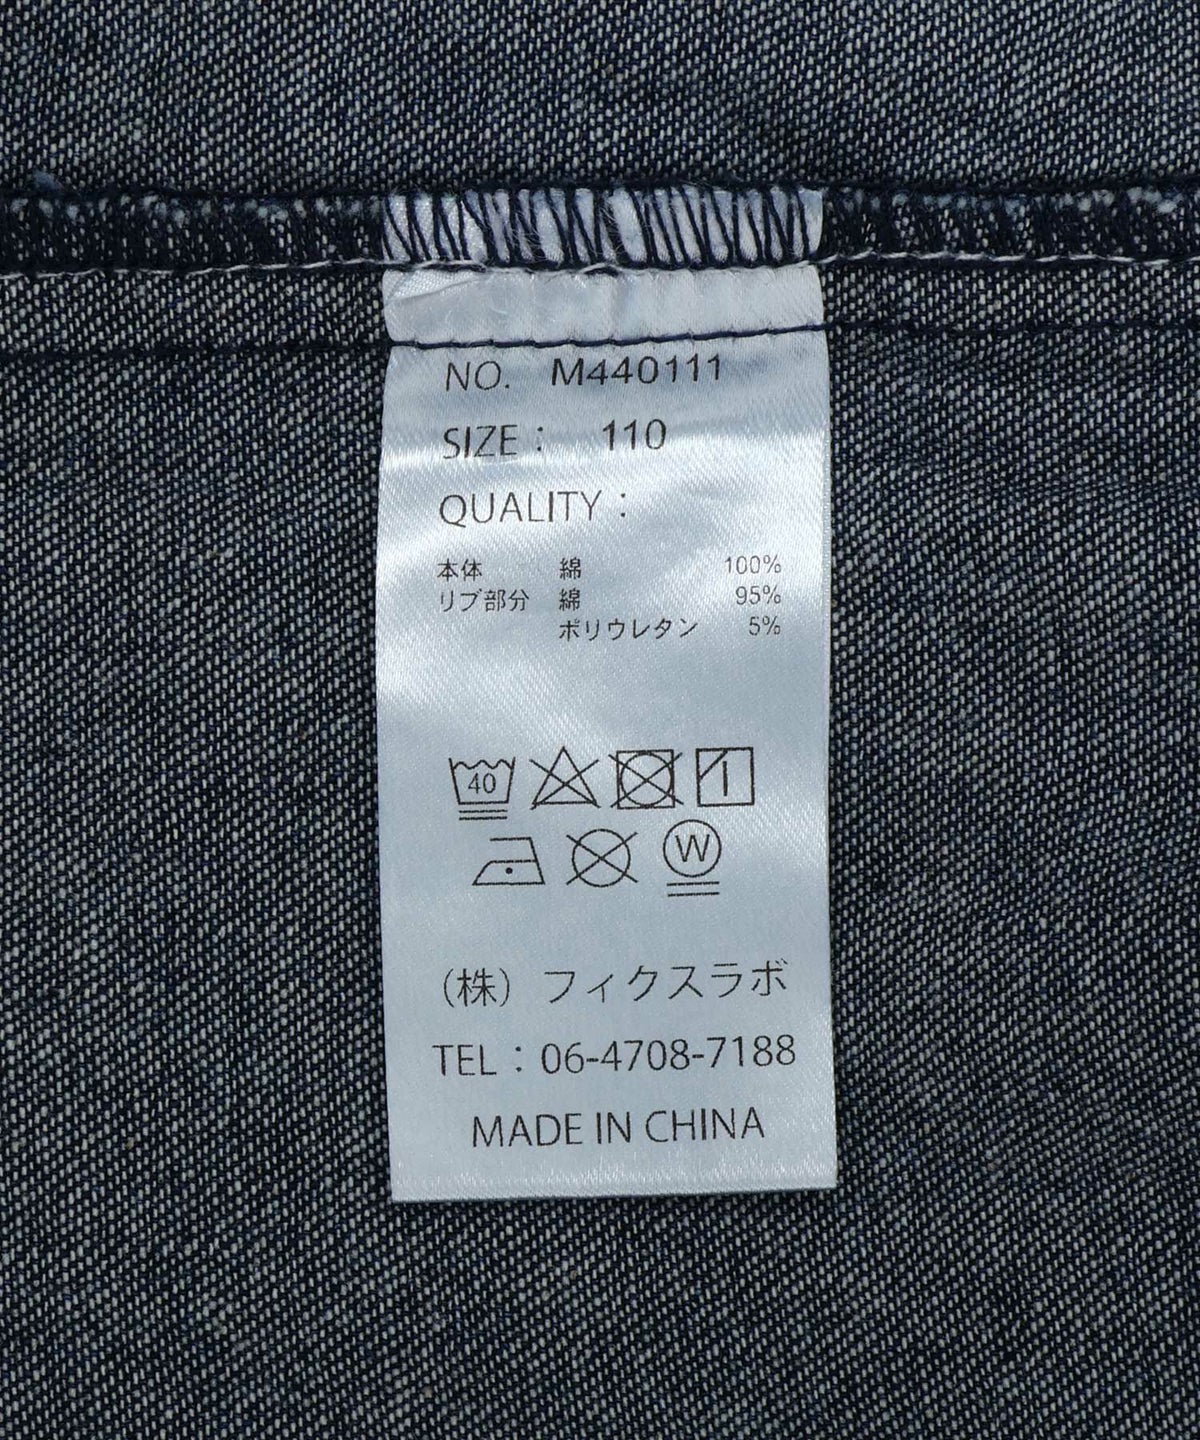 NO. M440111
SIZE : 110
QUALITY :
本体 綿 100%
リブ部分 綿 95%
ポリウレタン 5%
40
W
(株) フィクスラボ
TEL : 06-4708-7188
MADE IN CHINA